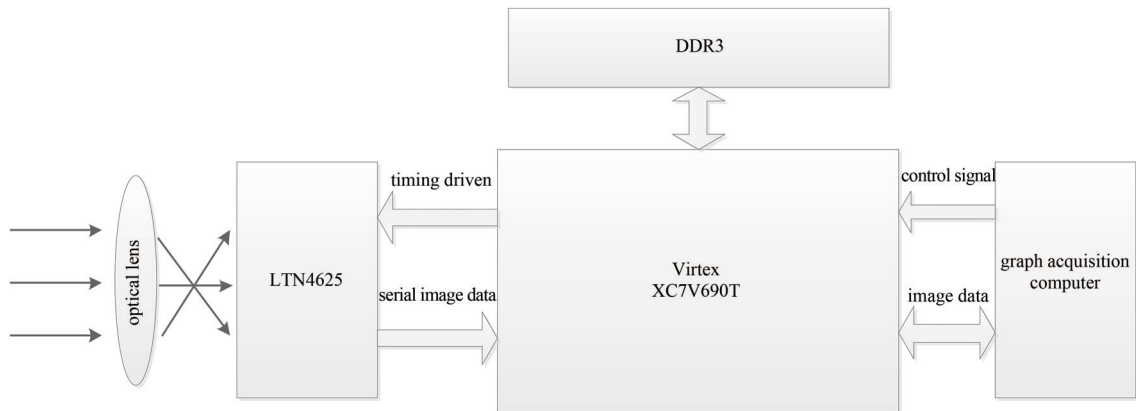 DDR3
timing driven
control signal
optical lens
LTN4625
Virtex
XC7V690T
graph acquisition
computer
serial image data
image data